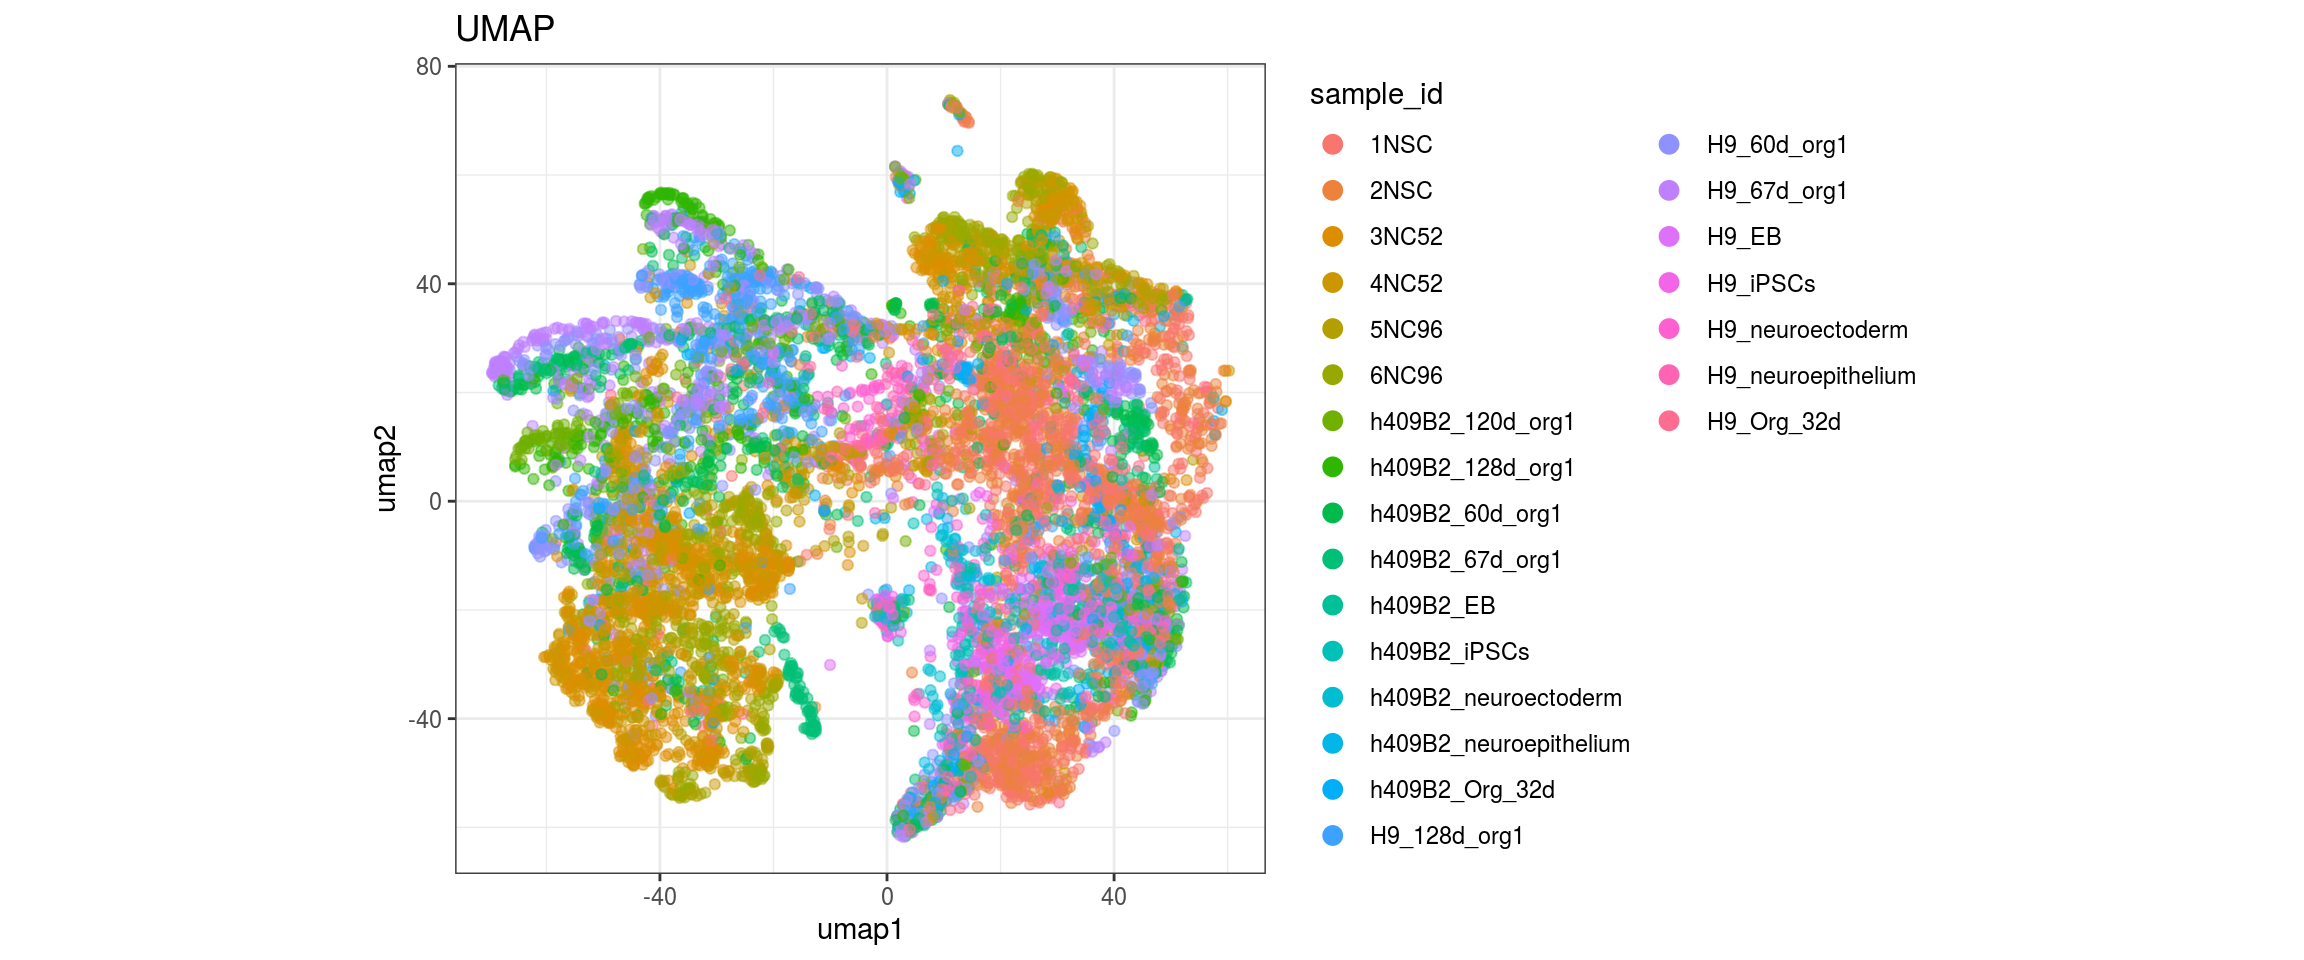 UMAP
80
40
0
-40
umap2
-40
0
40
umap1
sample_id
1NSC
2NSC
3NC52
4NC52
5NC96
6NC96
h409B2_120d_org1
h409B2_128d_org1
h409B2_60d_org1
h409B2_67d_org1
h409B2_EB
h409B2_iPSCs
h409B2_neuroectoderm
h409B2_neuroepithelium
h409B2_Org_32d
H9_128d_org1
H9_60d_org1
H9_67d_org1
H9_EB
H9_iPSCs
H9_neuroectoderm
H9_neuroepithelium
H9_Org_32d